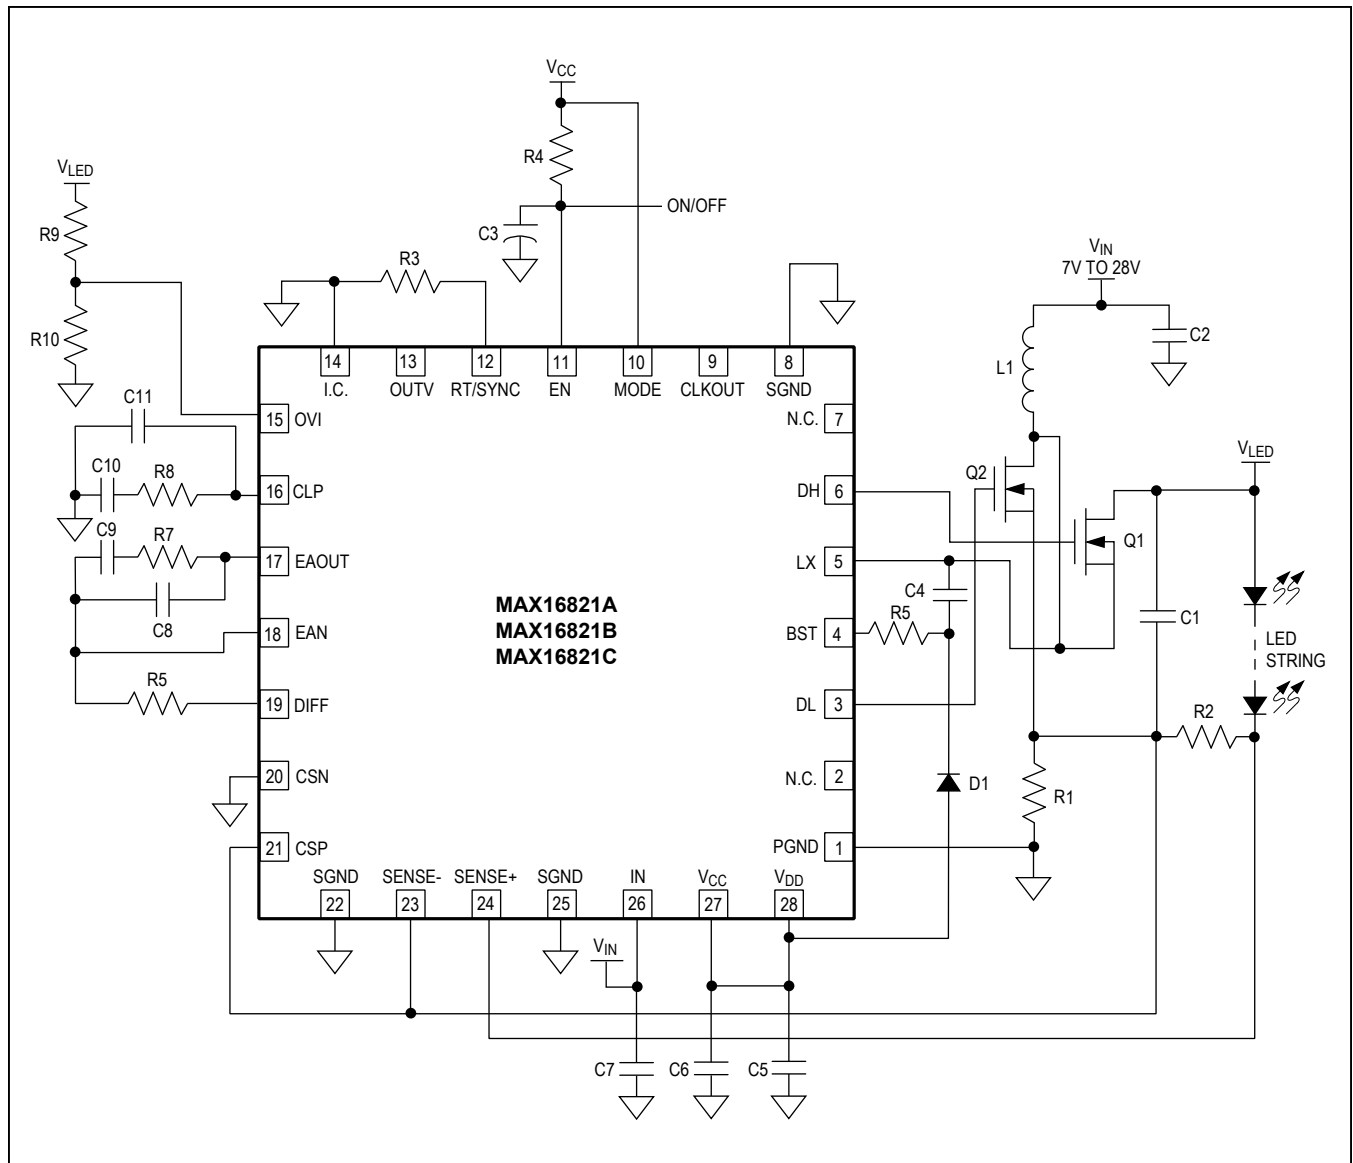 VCC
R4
VLED
ON/OFF
R9
C3
R3
VIN
7V TO 28V
R10
C2
L1
14
13
12
11
10
9
8
I.C.
OUTV
RT/SYNC
EN
MODE
CLKOUT
SGND
C11
15
OVI
N.C.
7
VLED
C10
R8
Q2
16
CLP
DH
6
C9
R7
Q1
17
EAOUT
LX
5
C4
MAX16821A
MAX16821B
MAX16821C
C1
C8
R5
18
EAN
BST
4
LED
STRING
R5
19
DIFF
DL
3
R2
20
CSN
N.C.
2
D1
R1
21
CSP
PGND
1
SGND
SENSE-
SENSE+
SGND
IN
VCC
VDD
22
23
24
25
26
27
28
VIN
C7
C6
C5